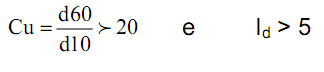 Cu = d60/d10 ≻ 20 e I_d > 5